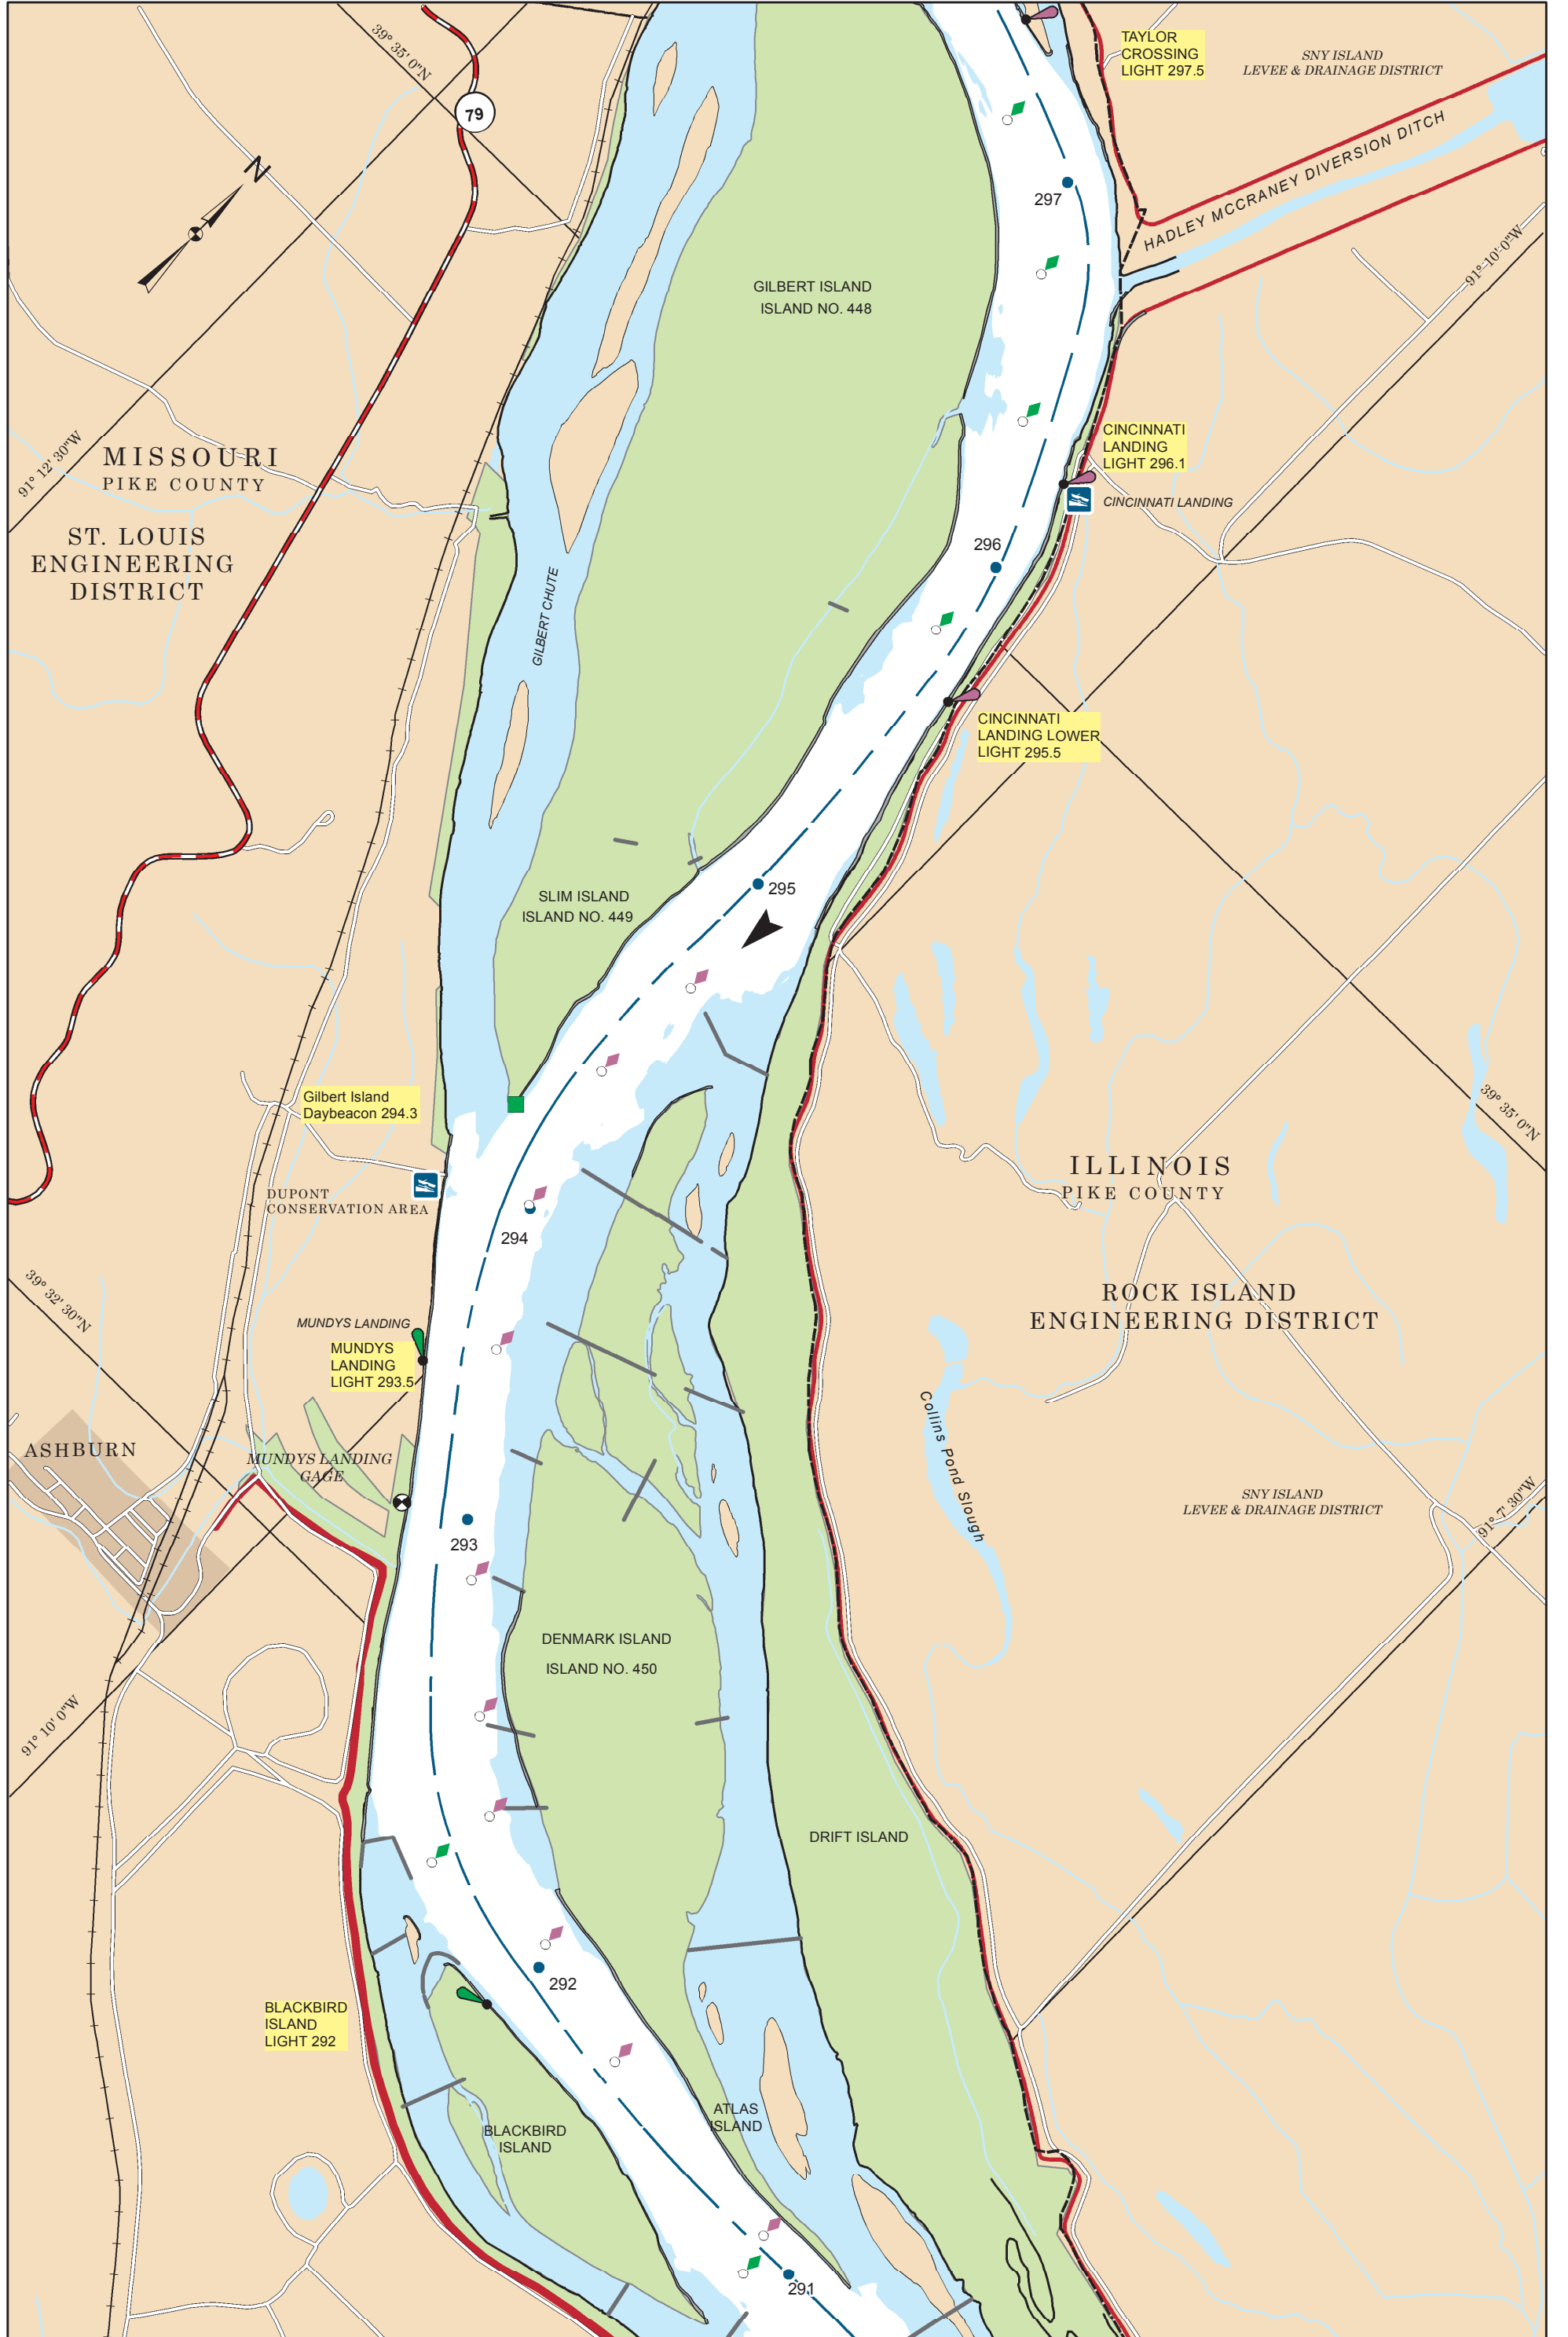 TAYLOR
CROSSING
LIGHT 297.5
SNY ISLAND
LEVEE & DRAINAGE DISTRICT
39° 35' 0"N
79
HADLEY MCCRANEY DIVERSION DITCH
N
297
91° 10' 0"W
GILBERT ISLAND
ISLAND NO. 448
CINCINNATI
LANDING
LIGHT 296.1
CINCINNATI LANDING
91° 12' 30"W
MISSOURI
PIKE COUNTY
ST. LOUIS
ENGINEERING
DISTRICT
296
GILBERT CHUTE
CINCINNATI
LANDING LOWER
LIGHT 295.5
295
SLIM ISLAND
ISLAND NO. 449
Gilbert Island
Daybeacon 294.3
39° 35' 0"N
ILLINOIS
PIKE COUNTY
DUPONT
CONSERVATION AREA
294
39° 32' 30"N
ROCK ISLAND
ENGINEERING DISTRICT
MUNDYS LANDING
MUNDYS
LANDING
LIGHT 293.5
Collins Pond Slough
ASHBURN
MUNDYS LANDING
GAGE
SNY ISLAND
LEVEE & DRAINAGE DISTRICT
91° 7' 30"W
293
DENMARK ISLAND
ISLAND NO. 450
91° 10' 0"W
DRIFT ISLAND
292
BLACKBIRD
ISLAND
LIGHT 292
ATLAS
ISLAND
BLACKBIRD
ISLAND
291